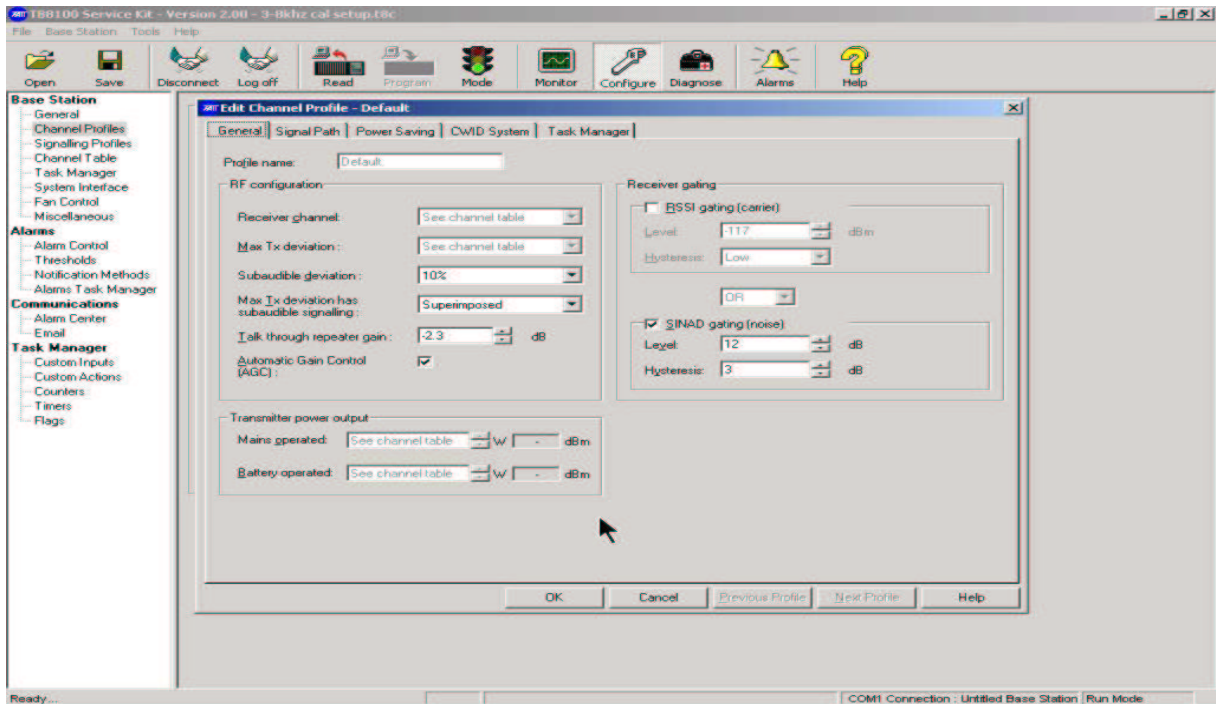 TB8100 Service Kit - Version 2.00 - 3-8khz cal setup.t8c
File Base Station Tools Help
Open Save Disconnect Log off Read Program Mode Monitor Configure Diagnose Alarms Help
Base Station
General
Channel Profiles
Signalling Profiles
Channel Table
Task Manager
System Interface
Fan Control
Miscellaneous
Alarms
Alarm Control
Thresholds
Notification Methods
Alarms Task Manager
Communications
Alarm Center
Email
Task Manager
Custom Inputs
Custom Actions
Counters
Timers
Flags
Edit Channel Profile - Default
General Signal Path Power Saving CWID System Task Manager
Profile name: Default
RF configuration
Receiver channel: See channel table
Max Tx deviation : See channel table
Subaudible deviation : 10%
Max Tx deviation has
subaudible signalling : Superimposed
Talk through repeater gain : -2.3 dB
Automatic Gain Control
(AGC) :
Transmitter power output
Mains operated: See channel table W - dBm
Battery operated: See channel table W - dBm
Receiver gating
RSSI gating (carrier)
Level: -117 dBm
Hysteresis: Low
OR
SINAD gating (noise)
Level: 12 dB
Hysteresis: 3 dB
OK Cancel Previous Profile Next Profile Help
Ready... COM1 Connection : Untitled Base Station Run Mode